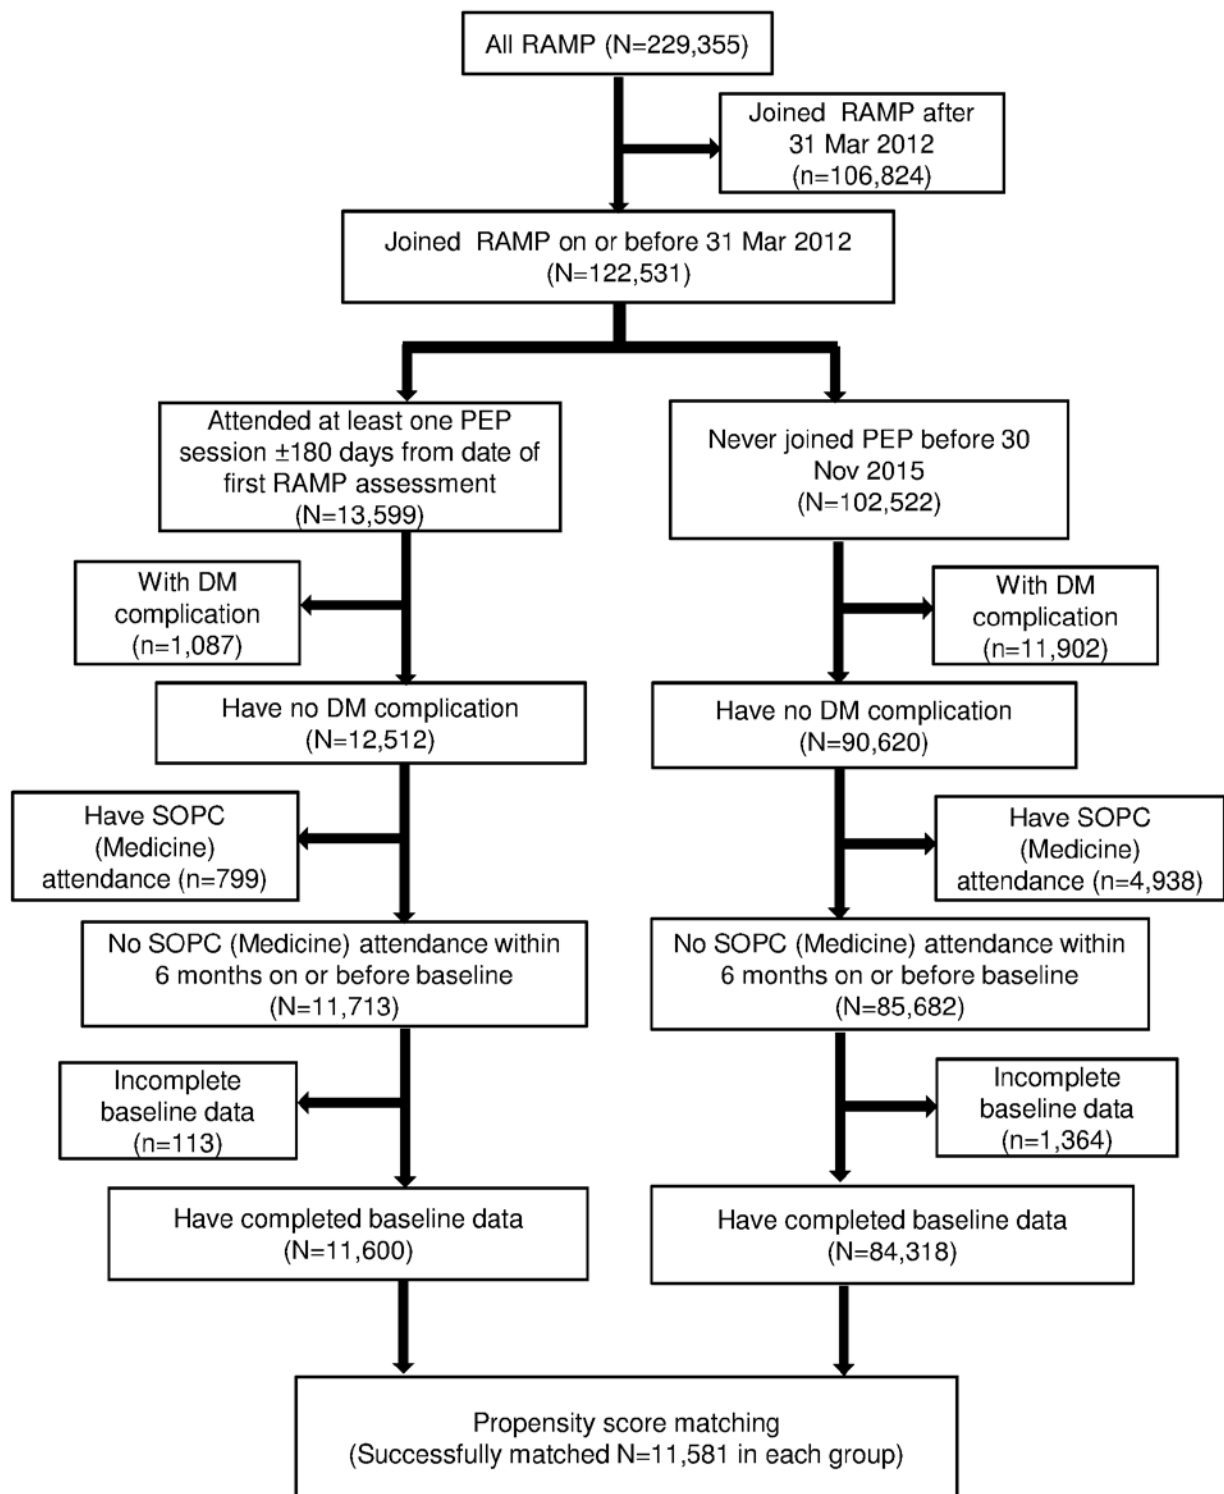 All RAMP (N=229,355)
Joined RAMP after
31 Mar 2012
(n=106,824)
Joined RAMP on or before 31 Mar 2012
(N=122,531)
Attended at least one PEP
session ±180 days from date of
first RAMP assessment
(N=13,599)
Never joined PEP before 30
Nov 2015
(N=102,522)
With DM
complication
(n=1,087)
With DM
complication
(n=11,902)
Have no DM complication
(N=12,512)
Have no DM complication
(N=90,620)
Have SOPC
(Medicine)
attendance (n=799)
Have SOPC
(Medicine)
attendance (n=4,938)
No SOPC (Medicine) attendance within
6 months on or before baseline
(N=11,713)
No SOPC (Medicine) attendance within
6 months on or before baseline
(N=85,682)
Incomplete
baseline data
(n=113)
Incomplete
baseline data
(n=1,364)
Have completed baseline data
(N=11,600)
Have completed baseline data
(N=84,318)
Propensity score matching
(Successfully matched N=11,581 in each group)